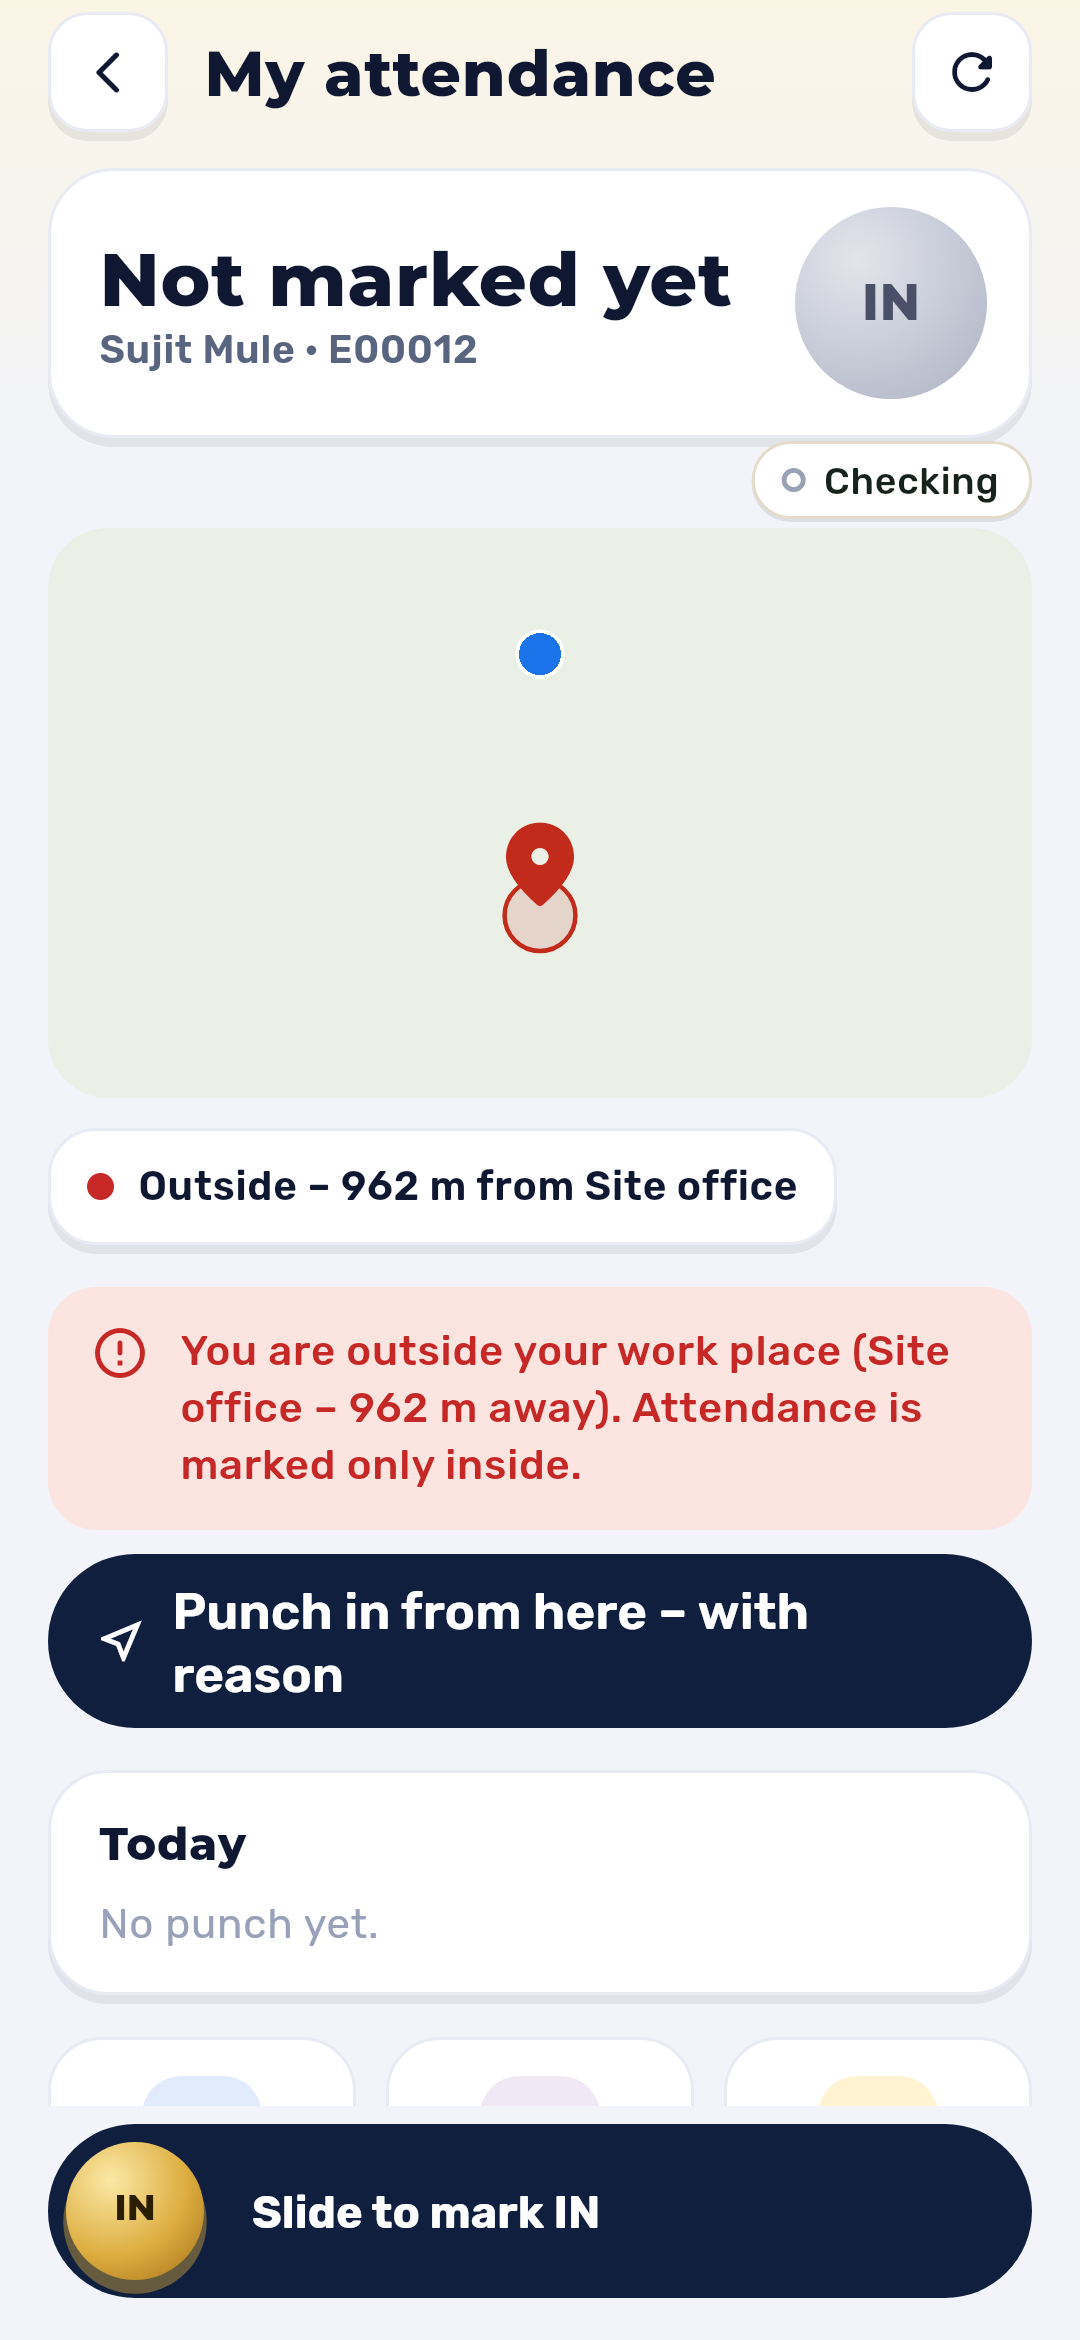 My attendance
Not marked yet
IN
Sujit Mule • E00012
Checking
Outside – 962 m from Site office
You are outside your work place (Site
office – 962 m away). Attendance is
marked only inside.
Punch in from here – with
reason
Today
No punch yet.
IN
Slide to mark IN